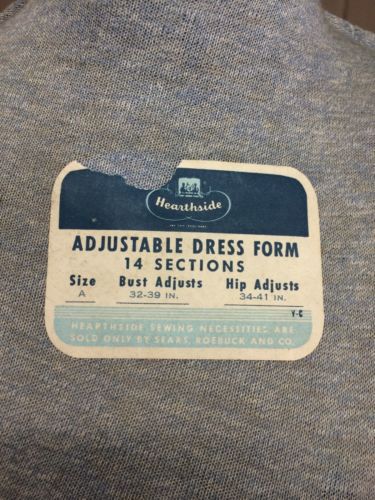 Hearthside
ADJUSTABLE DRESS FORM
14 SECTIONS
Size Bust Adjusts Hip Adjusts
A 32-39 IN. 34-41 IN.
Y-C
HEARTHSIDE SEWING NECESSITIES ARE
SOLD ONLY BY SEARS, ROEBUCK AND CO.